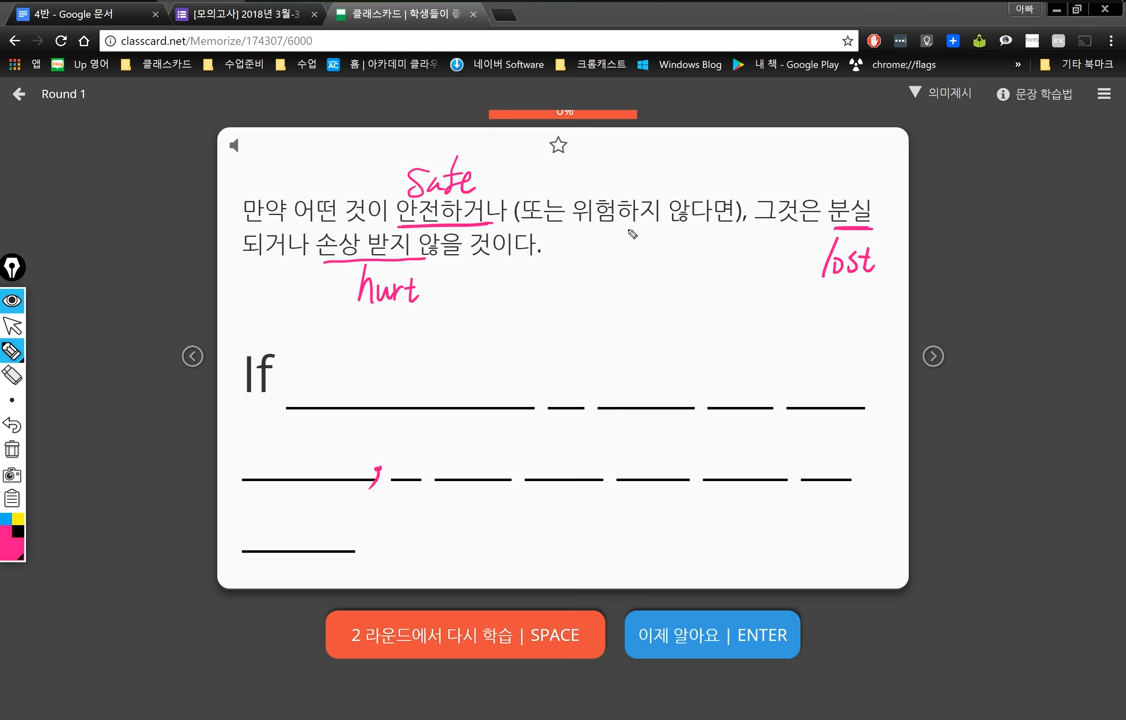 4반 - Google 문서
[모의고사] 2018년 3월-3
클래스카드 | 학생들이 좋
아빠
classcard.net/Memorize/174307/6000
앱 Up 영어 클래스카드 수업준비 수업 홈 | 아카데미 클라우 네이버 Software 크롬캐스트 Windows Blog 내 책 - Google Play chrome://flags » 기타 북마크
Round 1
의미제시
문장 학습법
0%
safe
만약 어떤 것이 안전하거나 (또는 위험하지 않다면), 그것은 분실
되거나 손상 받지 않을 것이다.
lost
hurt
If
,
2 라운드에서 다시 학습 | SPACE
이제 알아요 | ENTER